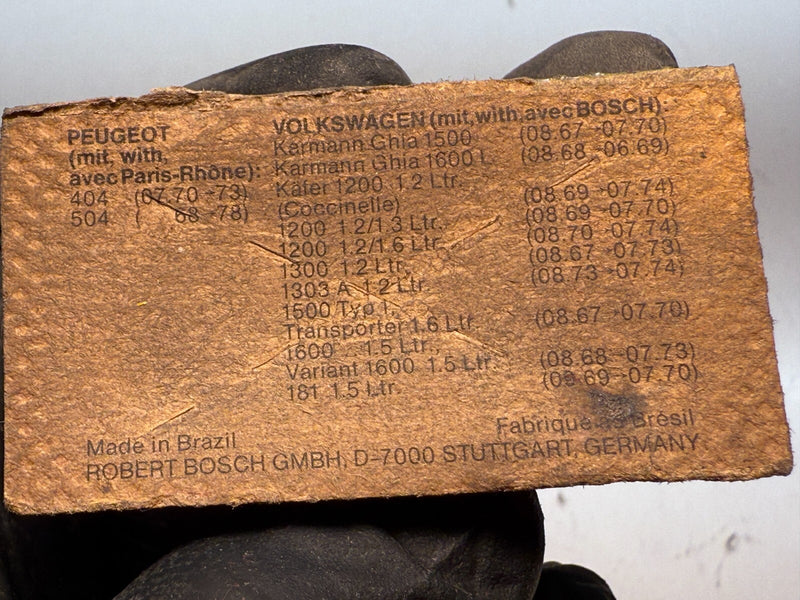 PEUGEOT
(mit, with,
avec Paris-Rhône):
404 (07.70 -73)
504 ( 68 -78)
VOLKSWAGEN (mit, with, avec BOSCH):
Karmann Ghia 1500 (08.67 -07.70)
Karmann Ghia 1600 L (08.68 -06.69)
Käfer 1200 1.2 Ltr.
(Coccinelle) (08.69 -07.74)
1200 1.2/1.3 Ltr. (08.69 -07.70)
1200 1.2/1.6 Ltr. (08.70 -07.74)
1300 1.2 Ltr. (08.67 -07.73)
1303 A 1.2 Ltr. (08.73 -07.74)
1500 Typ 1,
Transporter 1.6 Ltr. (08.67 -07.70)
1600 1.5 Ltr.,
Variant 1600 1.5 Ltr. (08.68 -07.73)
181 1.5 Ltr. (09.69 -07.70)
Made in Brazil Fabriqué au Brésil
ROBERT BOSCH GMBH, D-7000 STUTTGART, GERMANY